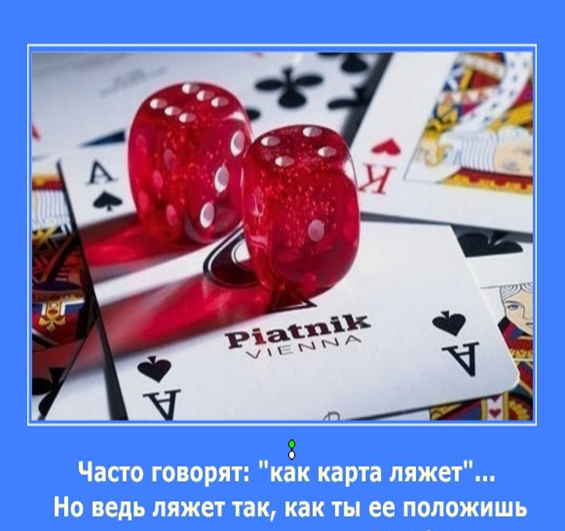 A
K
Piatnik
VIENNA
A
A
Часто говорят: "как карта ляжет"...
Но ведь ляжет так, как ты ее положишь